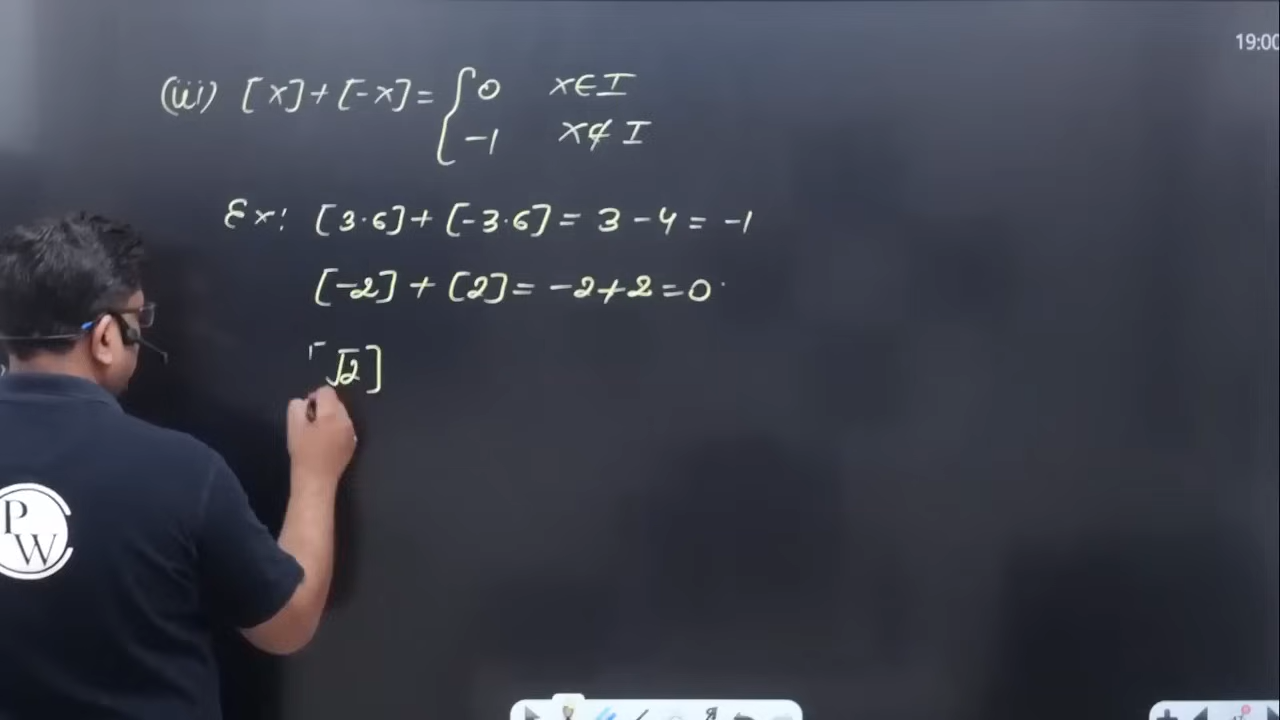 19:00
(iii) [x]+[-x]= { 0 x∈I
-1 x∉I
Ex: [3.6]+[-3.6]=3-4=-1
[-2]+[2]=-2+2=0
[√2]
PW